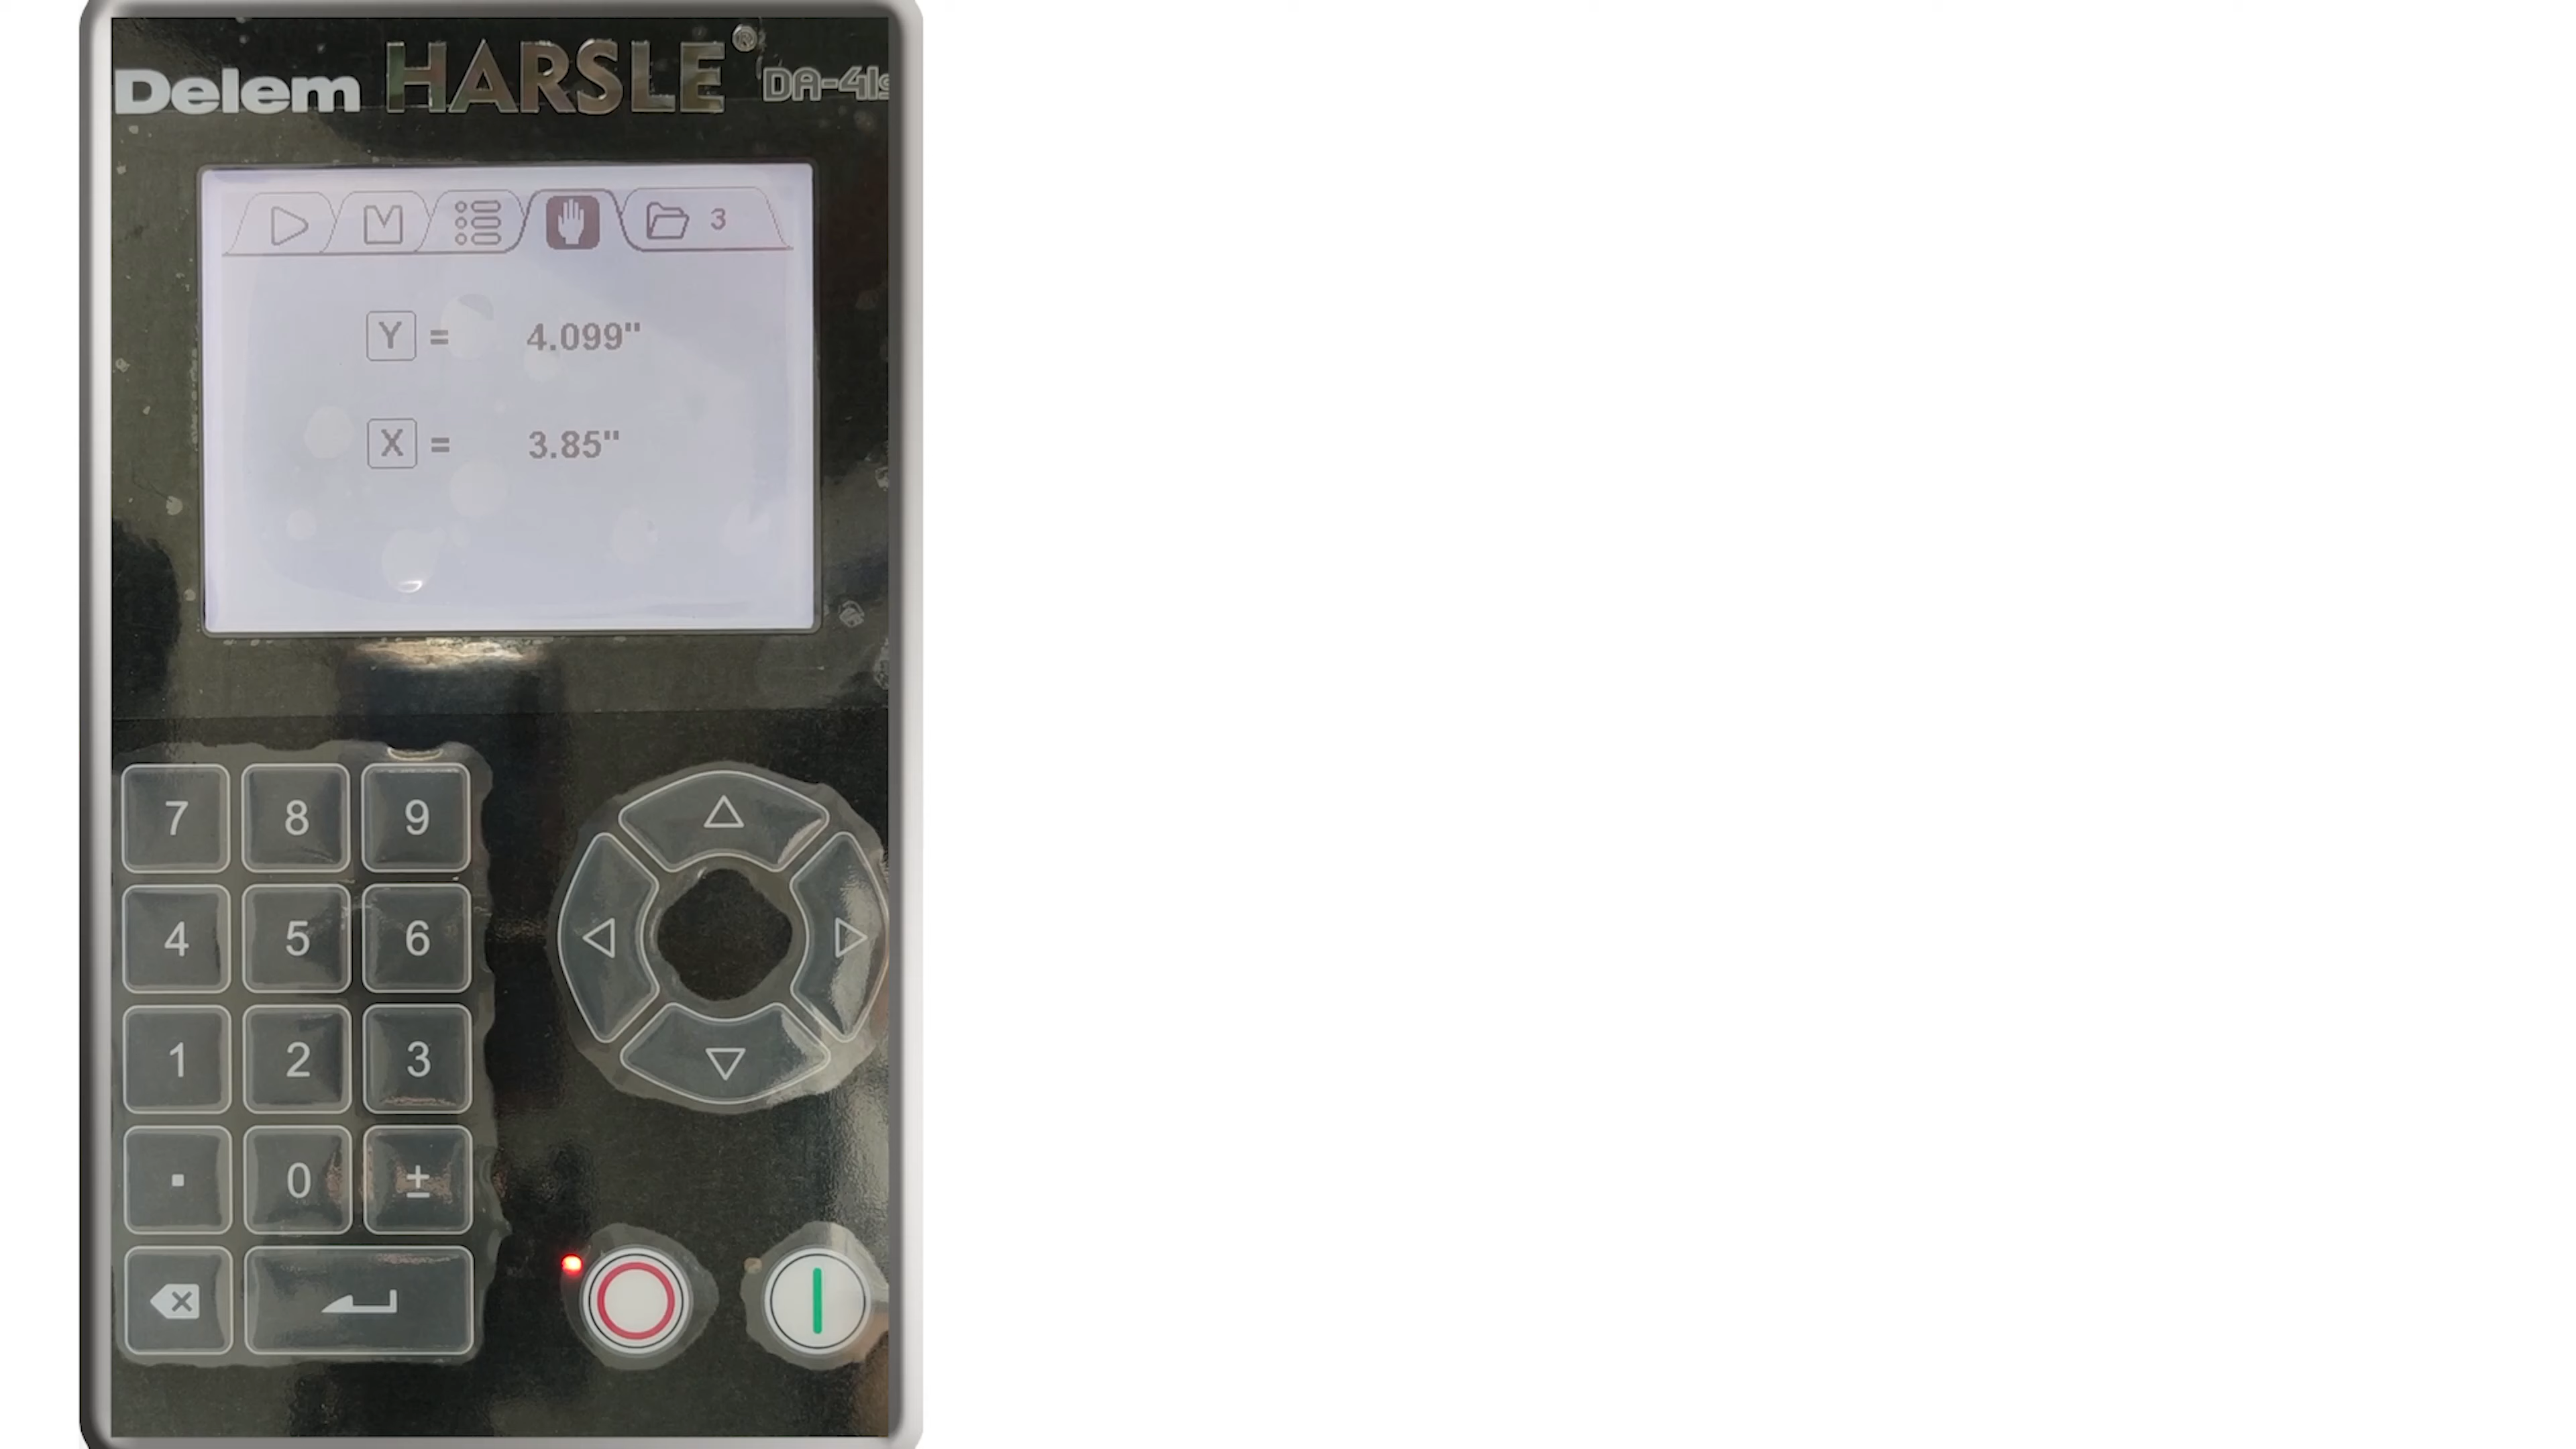 Delem HARSLE® DA-41s
3
Y = 4.099"
X = 3.85"
7 8 9
4 5 6
1 2 3
. 0 ±